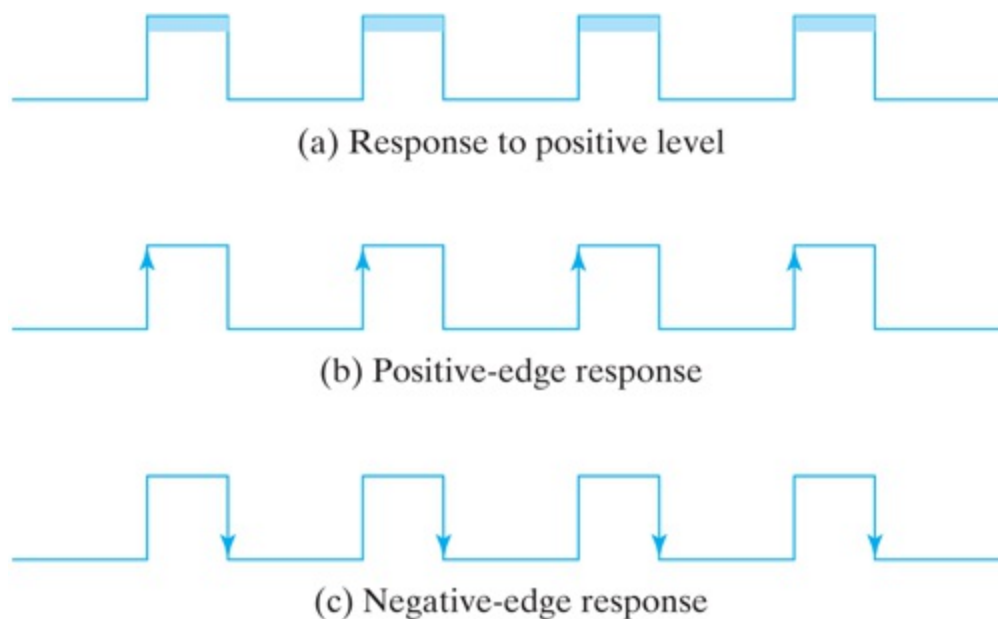 (a) Response to positive level
(b) Positive-edge response
(c) Negative-edge response